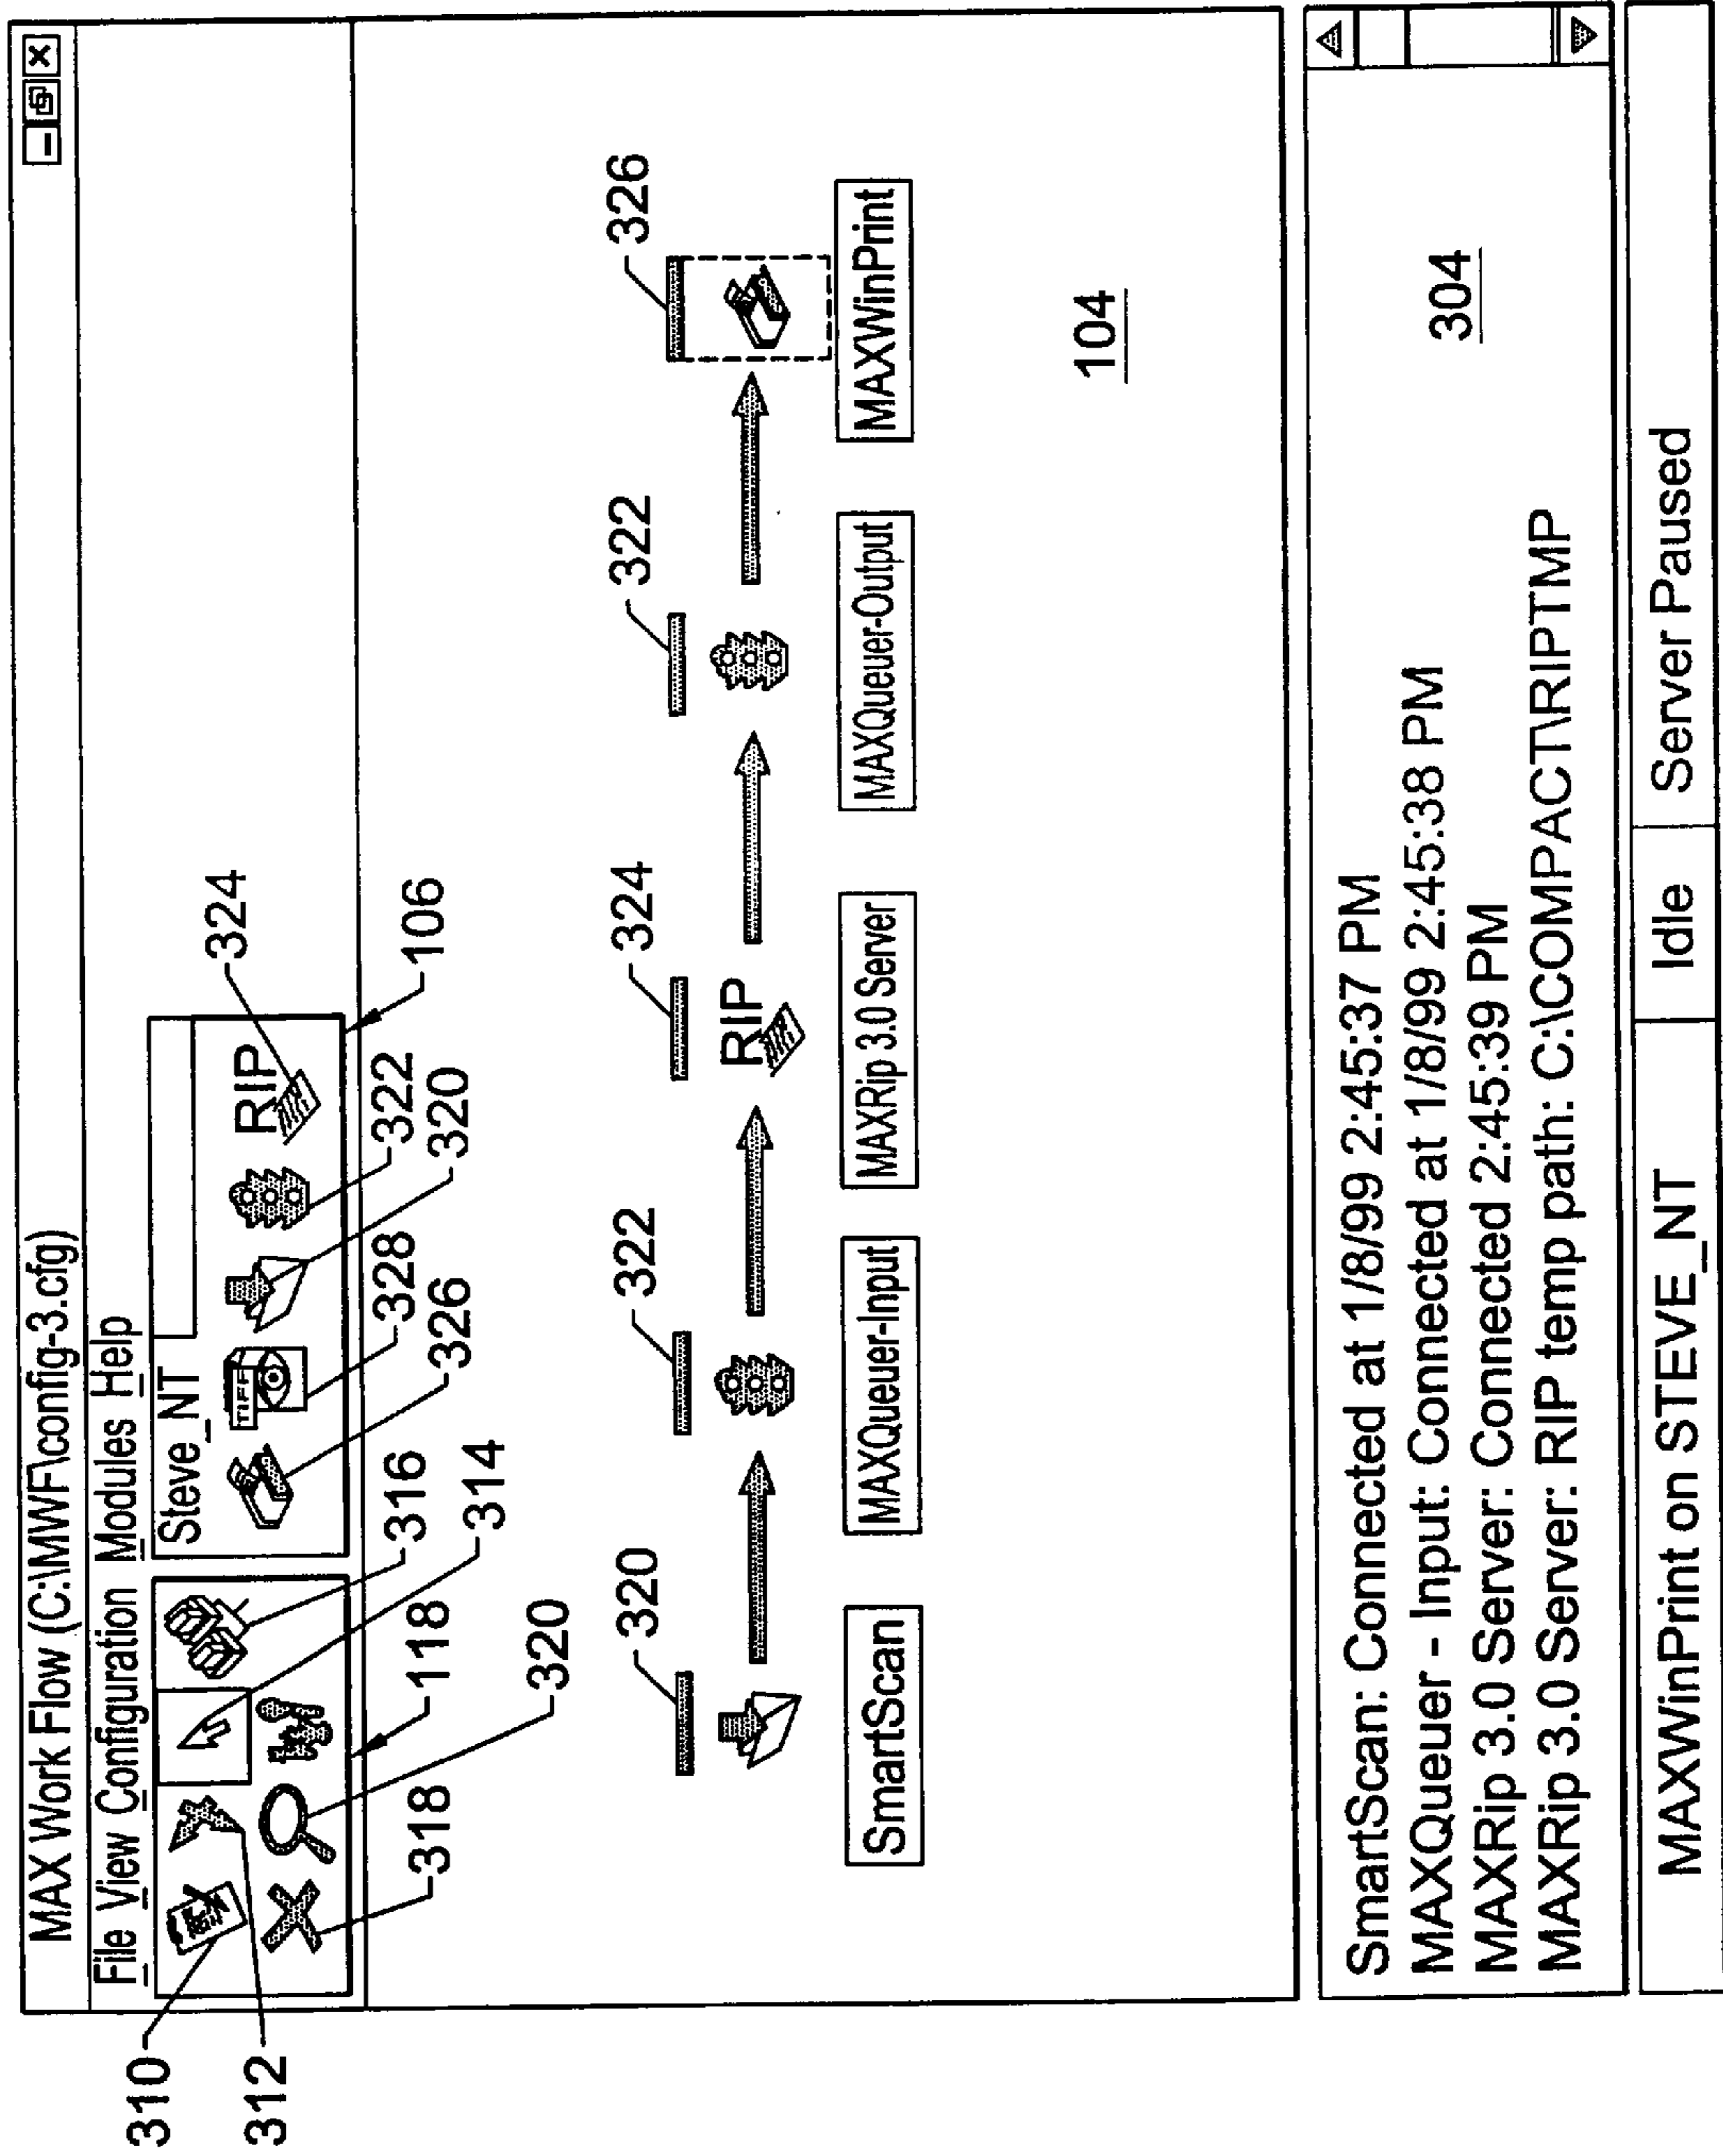 MAX Work Flow (C:\MWF\config-3.cfg)
File View Configuration Modules Help
Steve_NT
TIFF
RIP
310
312
324
106
322
320
328
326
316
314
118
320
318
320
322
324
322
326
RIP
SmartScan
MAXQueuer-Input
MAXRip 3.0 Server
MAXQueuer-Output
MAXWinPrint
104
SmartScan: Connected at 1/8/99 2:45:37 PM
MAXQueuer - Input: Connected at 1/8/99 2:45:38 PM
MAXRip 3.0 Server: Connected 2:45:39 PM
MAXRip 3.0 Server: RIP temp path: C:\COMPACT\RIPTMP
304
MAXWinPrint on STEVE_NT
Idle
Server Paused